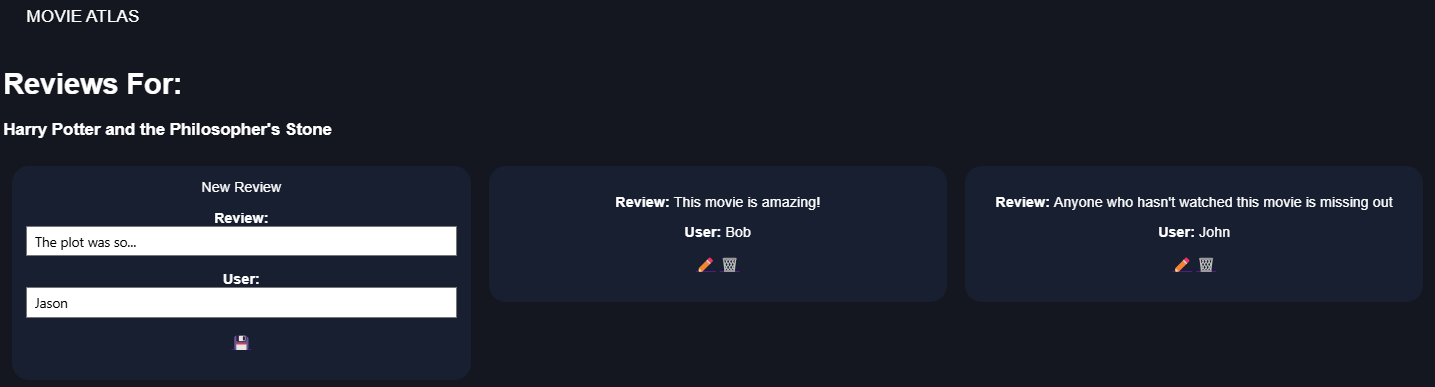 MOVIE ATLAS
Reviews For:
Harry Potter and the Philosopher's Stone
New Review
Review:
The plot was so...
User:
Jason
Review: This movie is amazing!
User: Bob
Review: Anyone who hasn't watched this movie is missing out
User: John